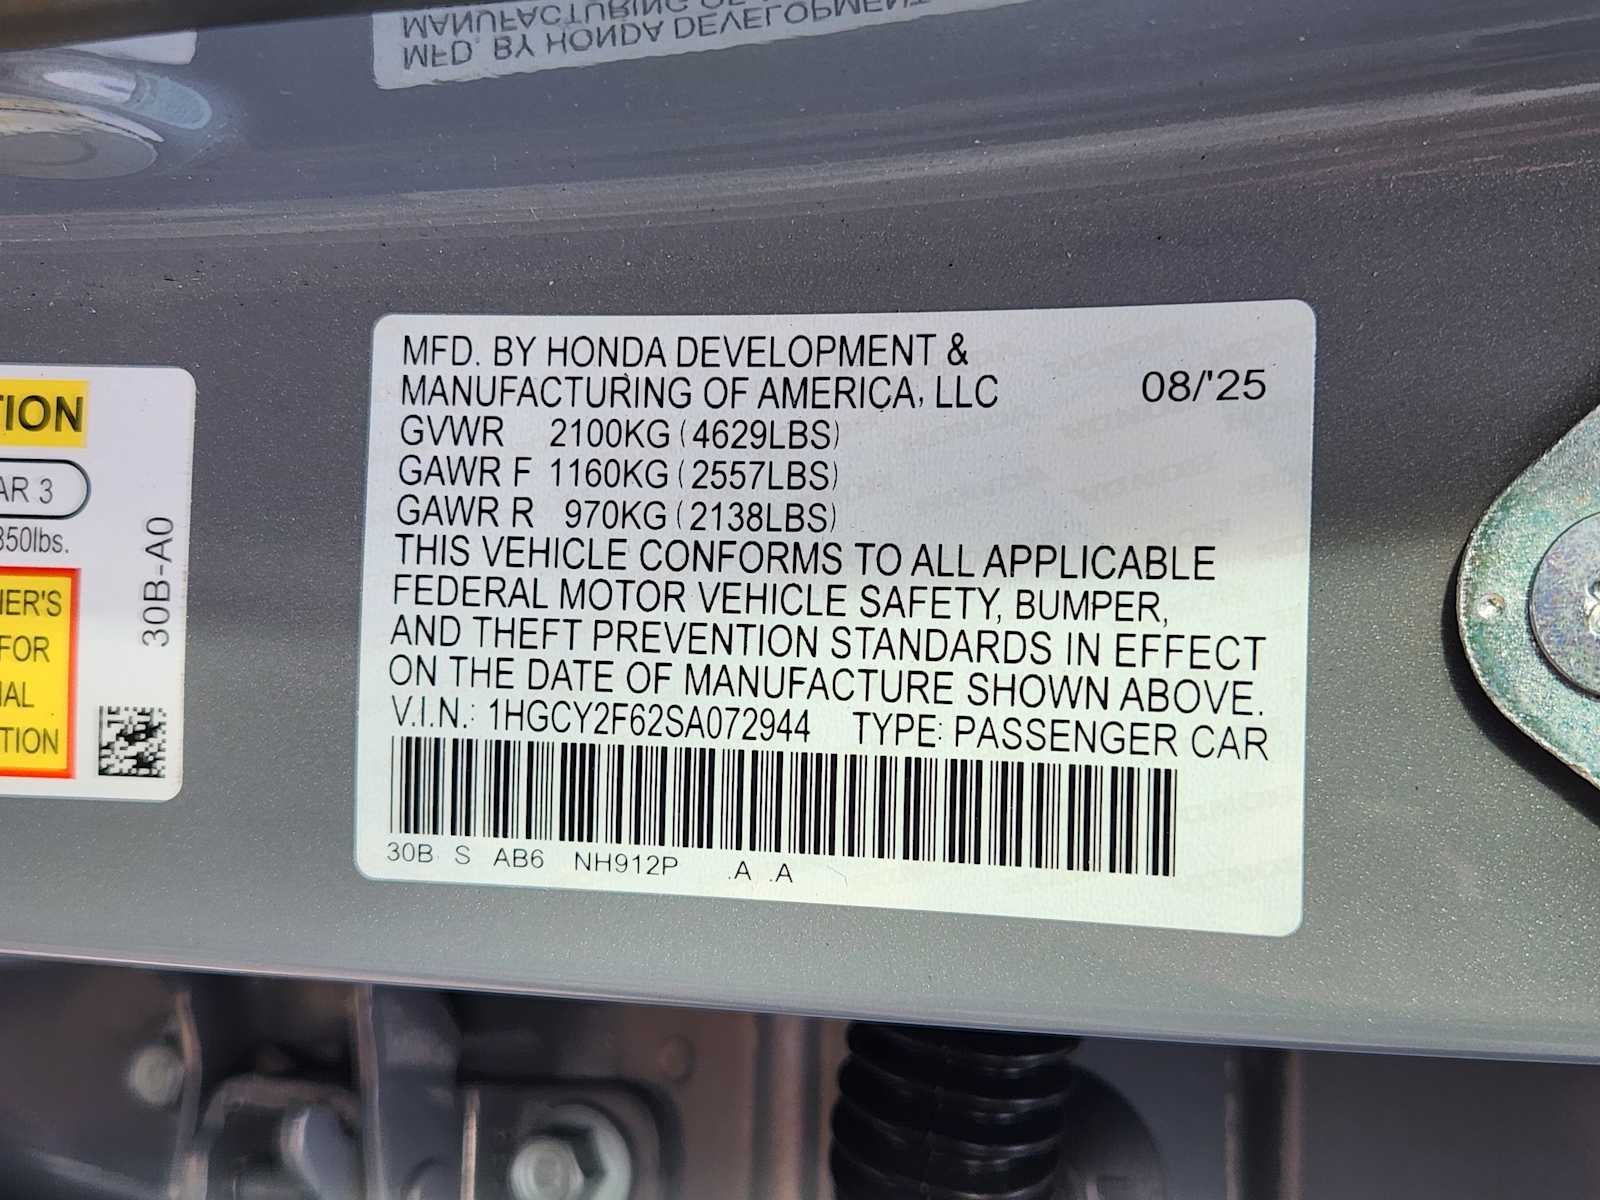 MANUFACTURING OF
MFD. BY HONDA DEVELOPMENT
MFD. BY HONDA DEVELOPMENT &
MANUFACTURING OF AMERICA, LLC 08/'25
GVWR 2100KG (4629LBS)
GAWR F 1160KG (2557LBS)
GAWR R 970KG (2138LBS)
THIS VEHICLE CONFORMS TO ALL APPLICABLE
FEDERAL MOTOR VEHICLE SAFETY, BUMPER,
AND THEFT PREVENTION STANDARDS IN EFFECT
ON THE DATE OF MANUFACTURE SHOWN ABOVE.
V.I.N.: 1HGCY2F62SA072944 TYPE: PASSENGER CAR
30B S AB6 NH912P .A .A
TION
AR 3
350lbs.
NER'S
FOR
NAL
TION
30B-A0